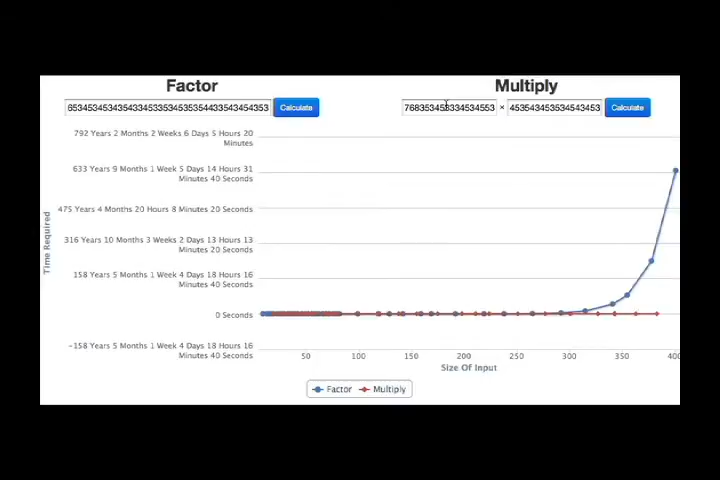 Factor
Multiply
6534534534354334533534535354433543454353
Calculate
7683534533334534553
×
453543453534543453
Calculate
792 Years 2 Months 2 Weeks 6 Days 5 Hours 20
Minutes
633 Years 9 Months 1 Week 5 Days 14 Hours 31
Minutes 40 Seconds
475 Years 4 Months 20 Hours 8 Minutes 20 Seconds
316 Years 10 Months 3 Weeks 2 Days 13 Hours 13
Minutes 20 Seconds
158 Years 5 Months 1 Week 4 Days 18 Hours 16
Minutes 40 Seconds
0 Seconds
-158 Years 5 Months 1 Week 4 Days 18 Hours 16
Minutes 40 Seconds
Time Required
50
100
150
200
250
300
350
400
Size Of Input
Factor
Multiply